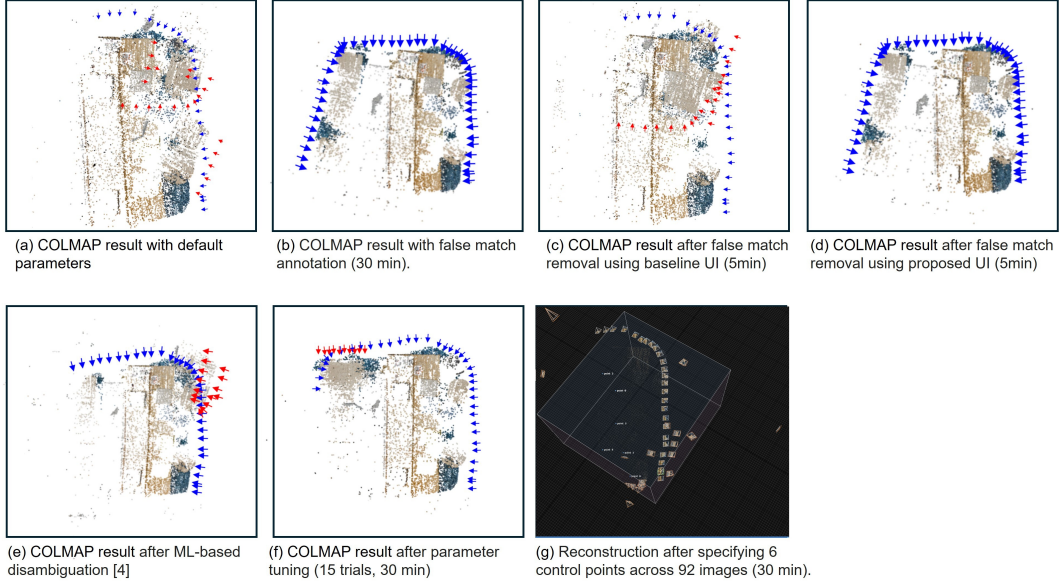 (a) COLMAP result with default
parameters
(b) COLMAP result with false match
annotation (30 min).
(c) COLMAP result after false match
removal using baseline UI (5min)
(d) COLMAP result after false match
removal using proposed UI (5min)
(e) COLMAP result after ML-based
disambiguation [4]
(f) COLMAP result after parameter
tuning (15 trials, 30 min)
(g) Reconstruction after specifying 6
control points across 92 images (30 min).